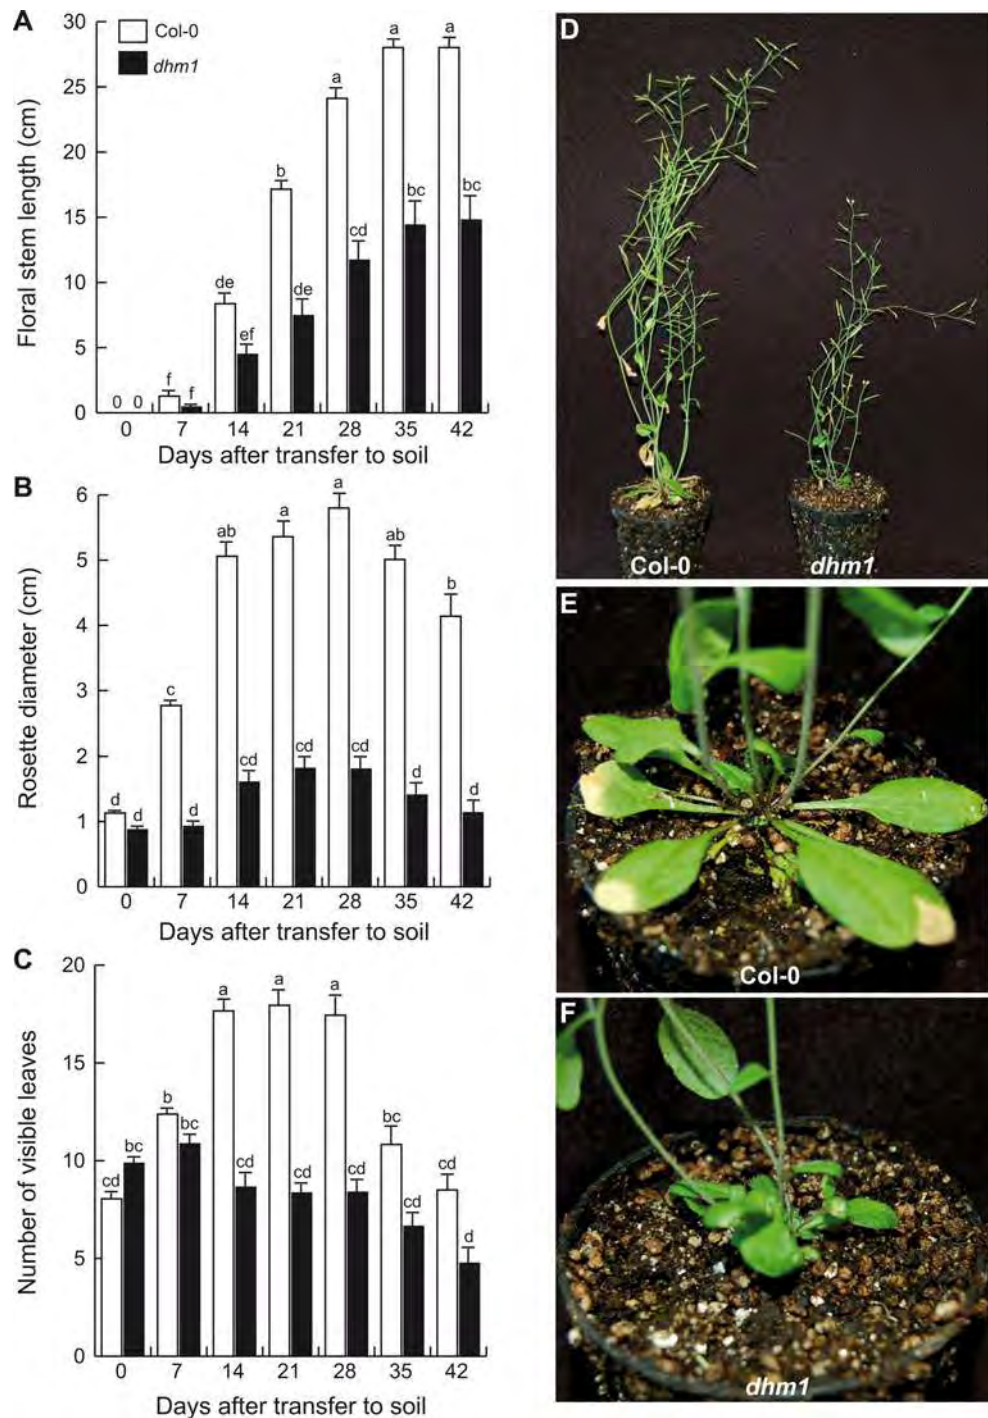 A
30
25
20
15
10
5
0
Floral stem length (cm)
Col-0
dhm1
0 0
f f
de ef
b de
a cd
a bc
a bc
0 7 14 21 28 35 42
Days after transfer to soil
B
6
5
4
3
2
1
0
Rosette diameter (cm)
d d
c d
ab cd
a cd
a cd
ab d
b d
0 7 14 21 28 35 42
Days after transfer to soil
C
20
15
10
5
0
Number of visible leaves
cd bc
b bc
a cd
a cd
a cd
bc cd
cd d
0 7 14 21 28 35 42
Days after transfer to soil
D
Col-0 dhm1
E
Col-0
F
dhm1